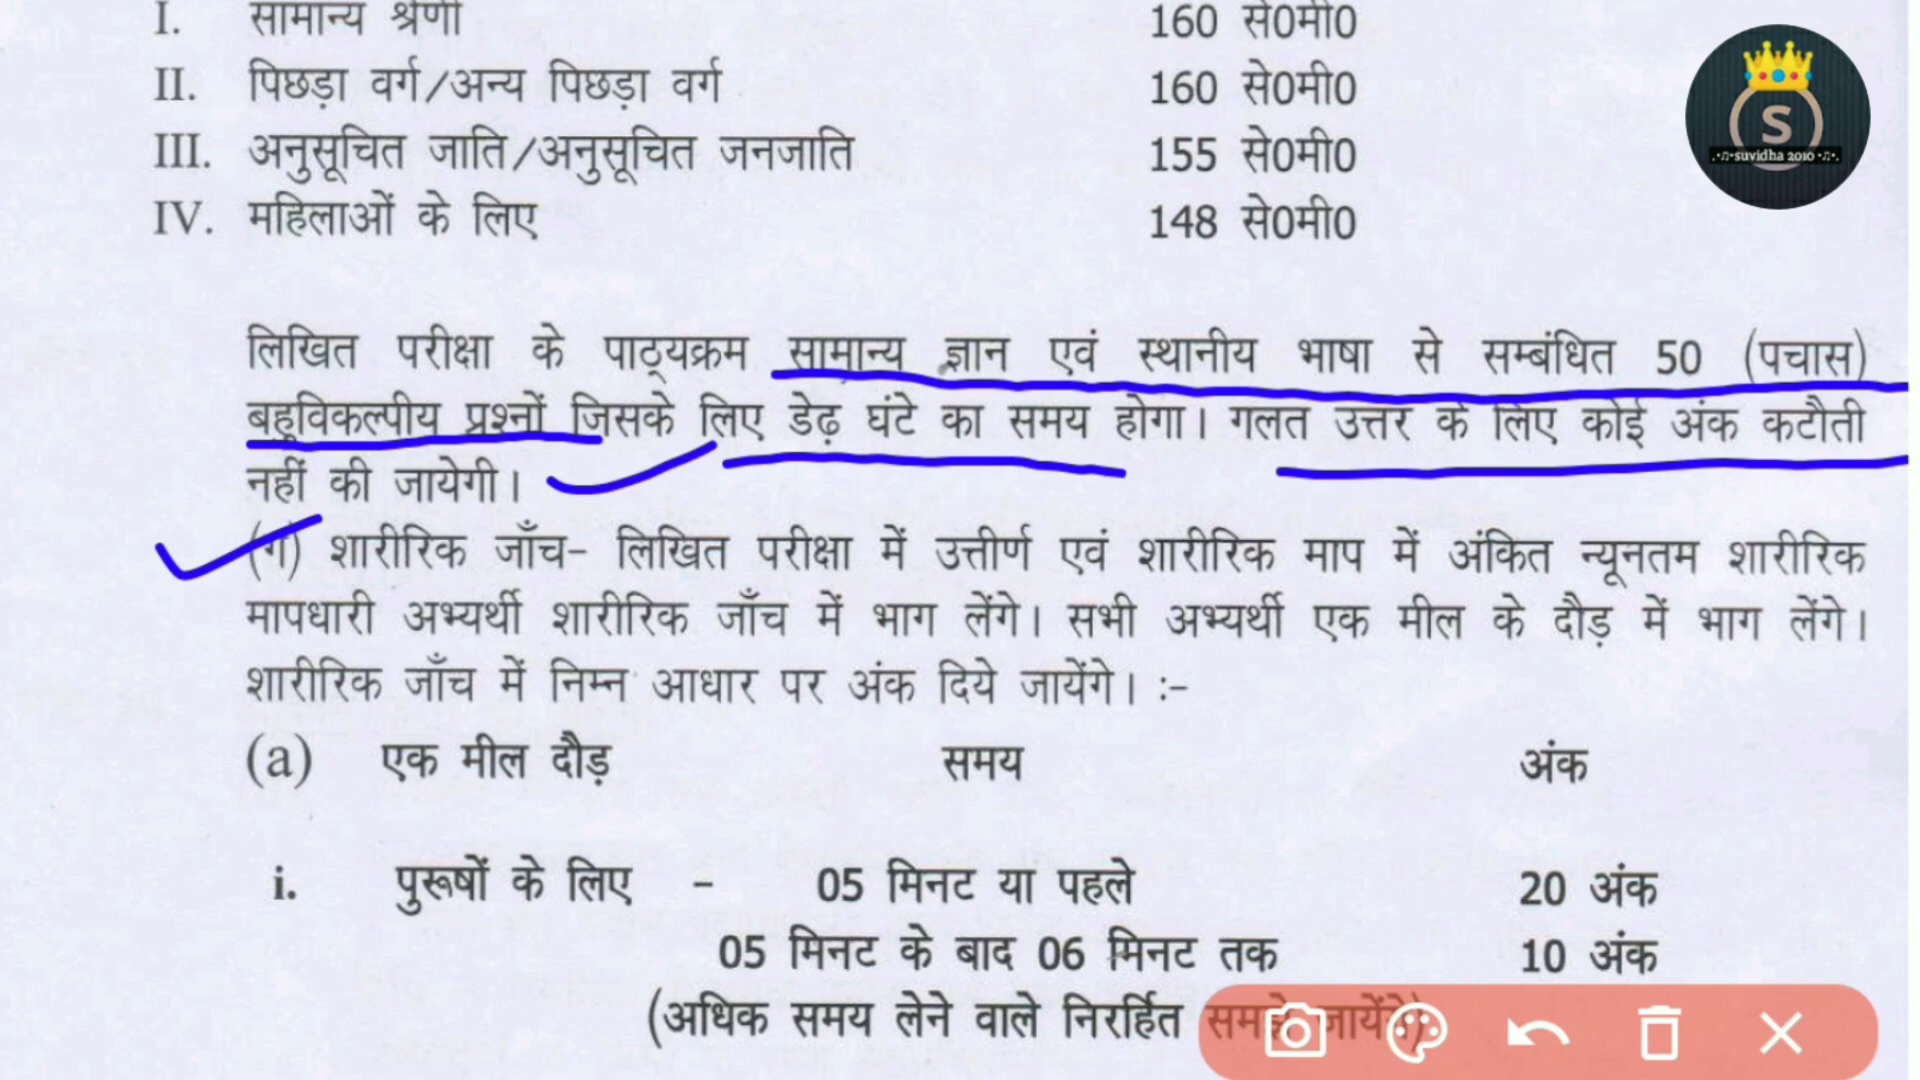 I. सामान्य श्रेणी 160 से0मी0
II. पिछड़ा वर्ग/अन्य पिछड़ा वर्ग 160 से0मी0
III. अनुसूचित जाति/अनुसूचित जनजाति 155 से0मी0
IV. महिलाओं के लिए 148 से0मी0
S
suvidha 2010
लिखित परीक्षा के पाठ्यक्रम सामान्य ज्ञान एवं स्थानीय भाषा से सम्बंधित 50 (पचास)
बहुविकल्पीय प्रश्नों जिसके लिए डेढ़ घंटे का समय होगा। गलत उत्तर के लिए कोई अंक कटौती
नहीं की जायेगी।
(ग) शारीरिक जाँच- लिखित परीक्षा में उत्तीर्ण एवं शारीरिक माप में अंकित न्यूनतम शारीरिक
मापधारी अभ्यर्थी शारीरिक जाँच में भाग लेंगे। सभी अभ्यर्थी एक मील के दौड़ में भाग लेंगे।
शारीरिक जाँच में निम्न आधार पर अंक दिये जायेंगे। :-
(a) एक मील दौड़ समय अंक
i. पुरूषों के लिए - 05 मिनट या पहले 20 अंक
05 मिनट के बाद 06 मिनट तक 10 अंक
(अधिक समय लेने वाले निरर्हित समझे जायेंगे)